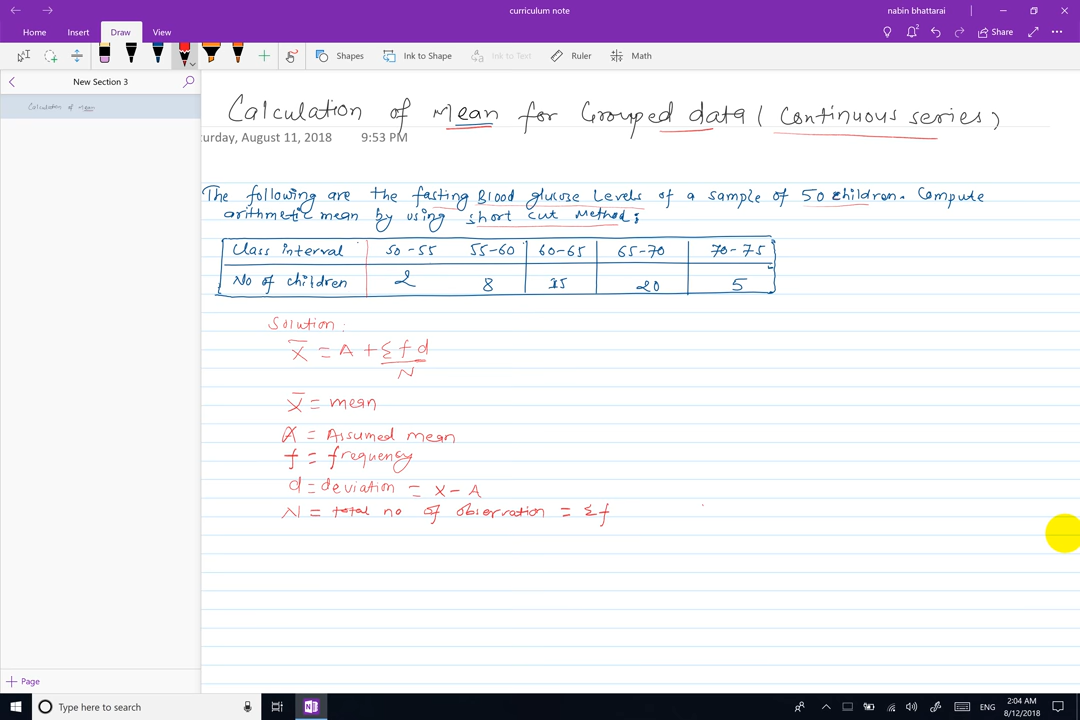 curriculum note
nabin bhattarai
Home Insert Draw View
2
Share
Shapes Ink to Shape Ink to Text Ruler Math
New Section 3
Calculation of Mean
Calculation of Mean for Grouped data ( Continuous series )
turday, August 11, 2018 9:53 PM
The following are the fasting Blood glucose Levels of a sample of 50 children. Compute
arithmetic mean by using short cut Method:
Class interval 50-55 55-60 60-65 65-70 70-75
No of children 2 8 15 20 5
Solution:
X̅ = A + Σfd
N
X̅ = mean
A = Assumed mean
f = frequency
d = deviation = x - A
N = total no of observation = Σf
+ Page
Type here to search
ENG
2:04 AM
8/12/2018